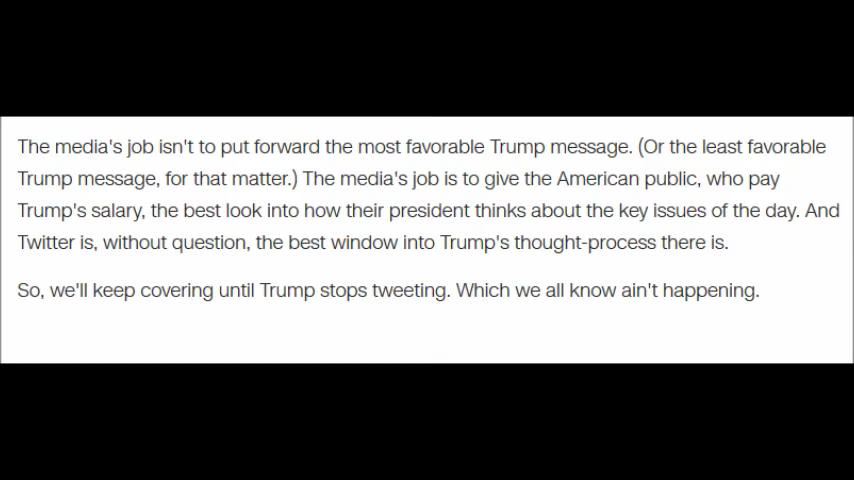 The media's job isn't to put forward the most favorable Trump message. (Or the least favorable
Trump message, for that matter.) The media's job is to give the American public, who pay
Trump's salary, the best look into how their president thinks about the key issues of the day. And
Twitter is, without question, the best window into Trump's thought-process there is.
So, we'll keep covering until Trump stops tweeting. Which we all know ain't happening.